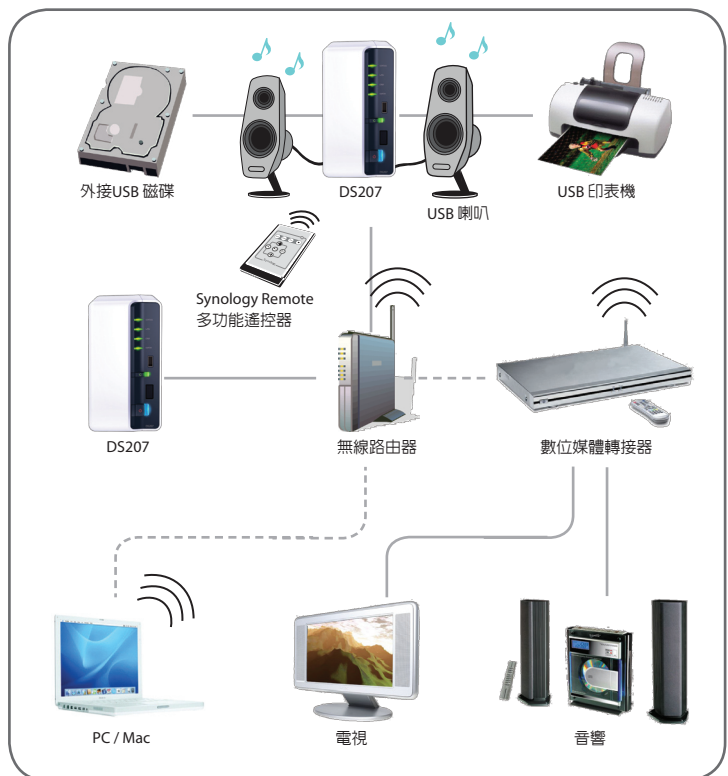 外接USB 磁碟
DS207
USB 喇叭
USB 印表機
Synology Remote
多功能遙控器
DS207
無線路由器
數位媒體轉接器
PC / Mac
電視
音響